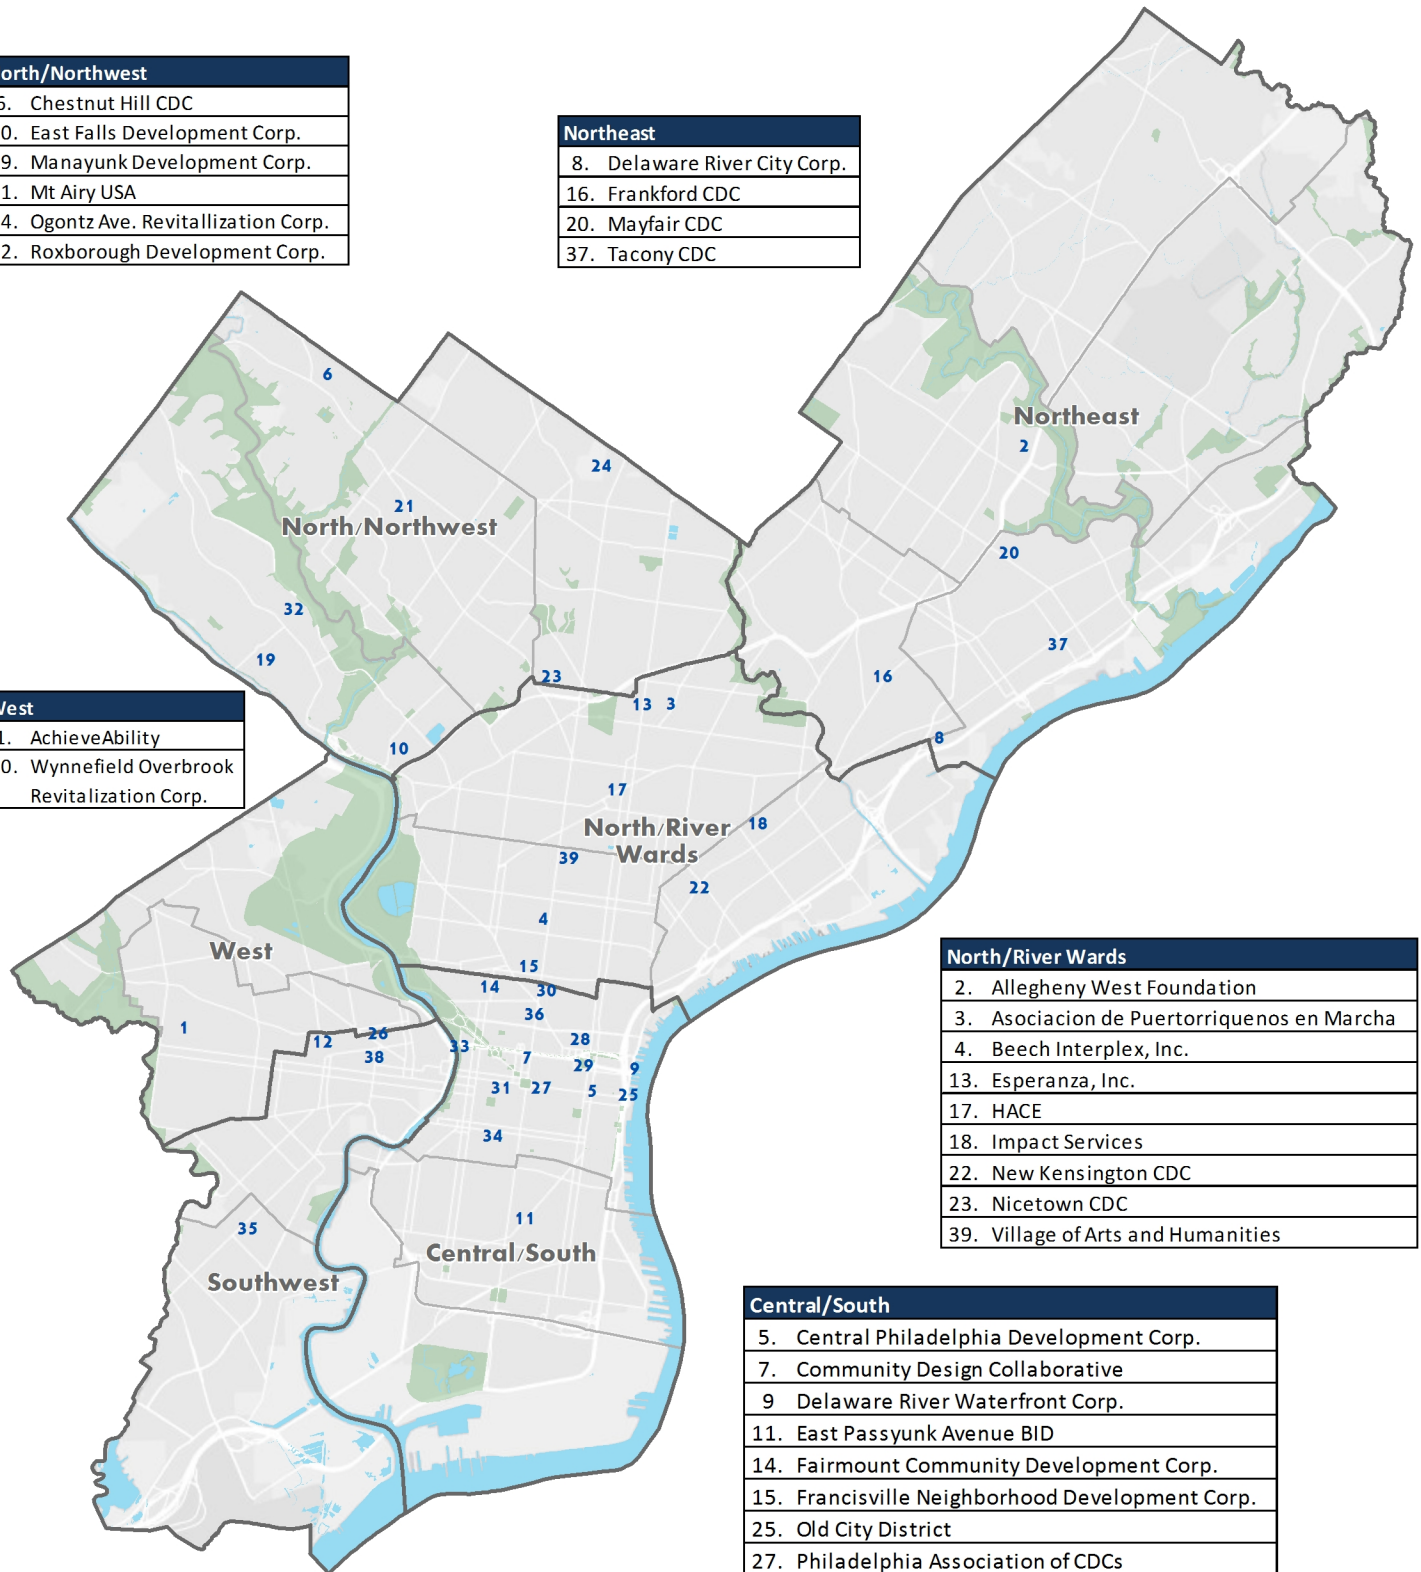 orth/Northwest
6. Chestnut Hill CDC
0. East Falls Development Corp.
9. Manayunk Development Corp.
1. Mt Airy USA
4. Ogontz Ave. Revitallization Corp.
2. Roxborough Development Corp.
Northeast
8. Delaware River City Corp.
16. Frankford CDC
20. Mayfair CDC
37. Tacony CDC
6
Northeast
2
24
21
North/Northwest
20
32
37
19
23
16
13 3
8
10
West
1. AchieveAbility
0. Wynnefield Overbrook
Revitalization Corp.
17
North/River
Wards
18
39
22
4
West
15
14
30
36
1
26
12
38
33
28
7
29
9
31
27
5
25
34
11
35
Central/South
Southwest
North/River Wards
2. Allegheny West Foundation
3. Asociacion de Puertorriquenos en Marcha
4. Beech Interplex, Inc.
13. Esperanza, Inc.
17. HACE
18. Impact Services
22. New Kensington CDC
23. Nicetown CDC
39. Village of Arts and Humanities
Central/South
5. Central Philadelphia Development Corp.
7. Community Design Collaborative
9 Delaware River Waterfront Corp.
11. East Passyunk Avenue BID
14. Fairmount Community Development Corp.
15. Francisville Neighborhood Development Corp.
25. Old City District
27. Philadelphia Association of CDCs